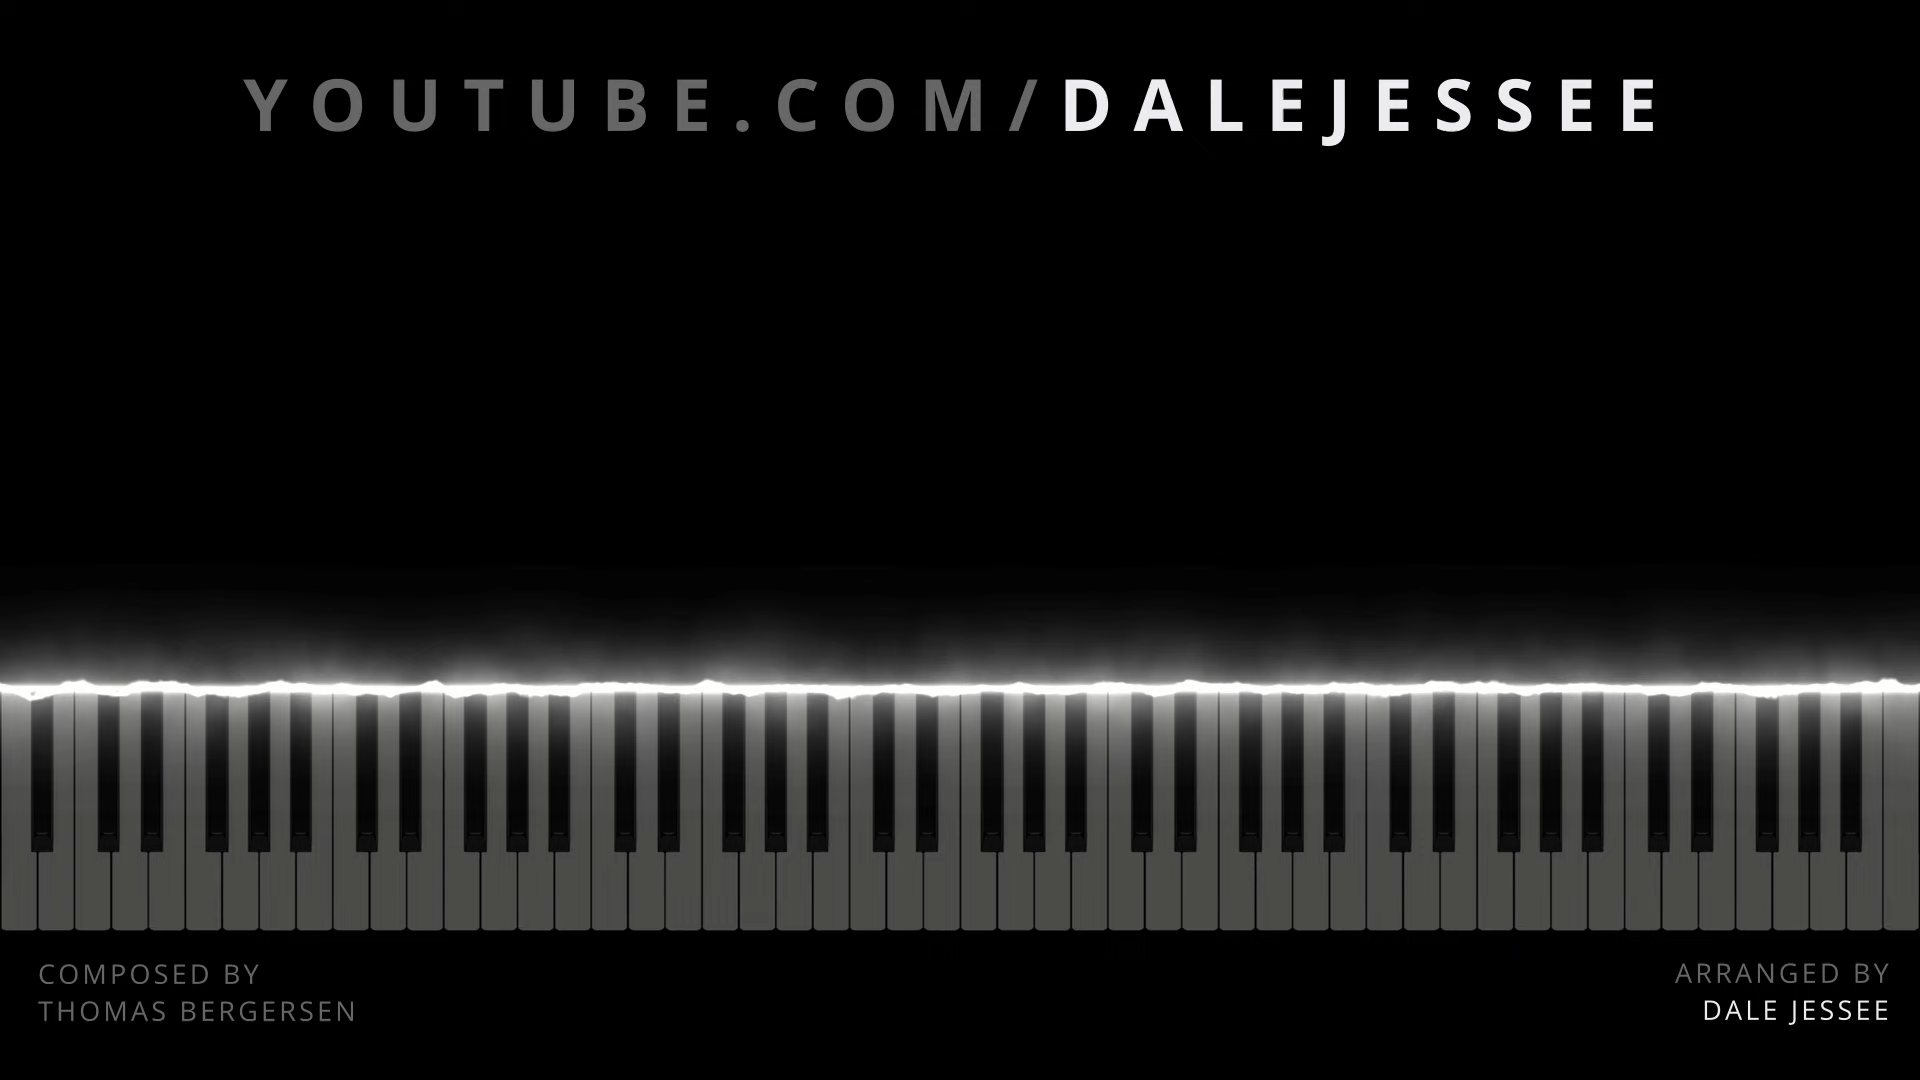 YOUTUBE.COM/DALEJESSEE
COMPOSED BY
THOMAS BERGERSEN
ARRANGED BY
DALE JESSEE